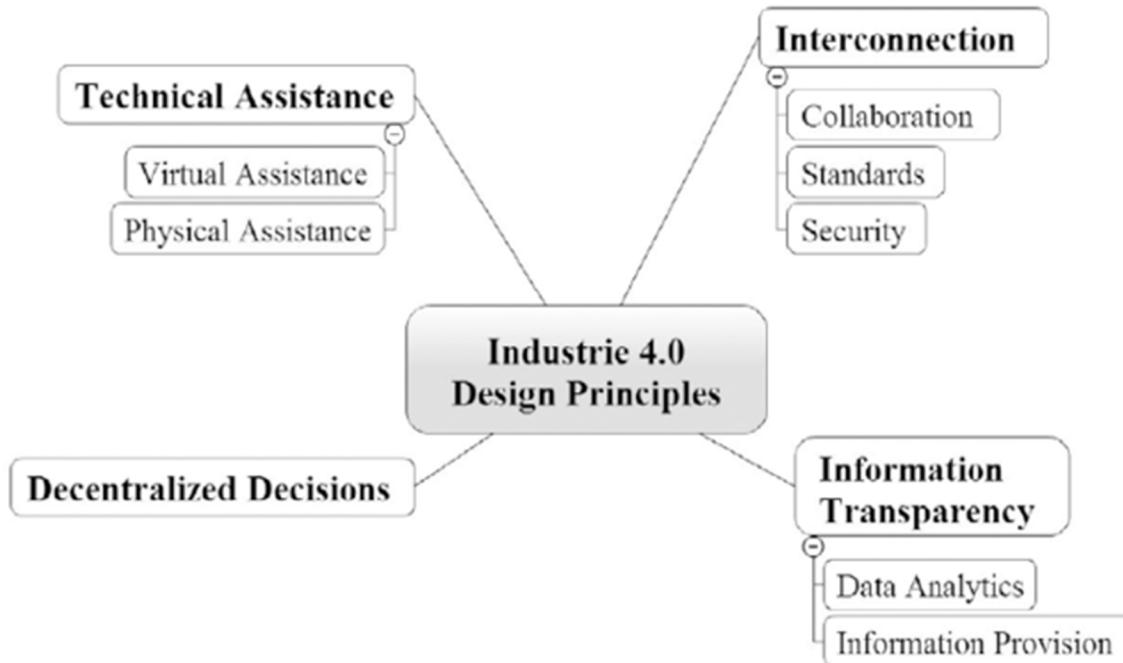 Interconnection
Collaboration
Standards
Security
Technical Assistance
Virtual Assistance
Physical Assistance
Industrie 4.0
Design Principles
Decentralized Decisions
Information
Transparency
Data Analytics
Information Provision